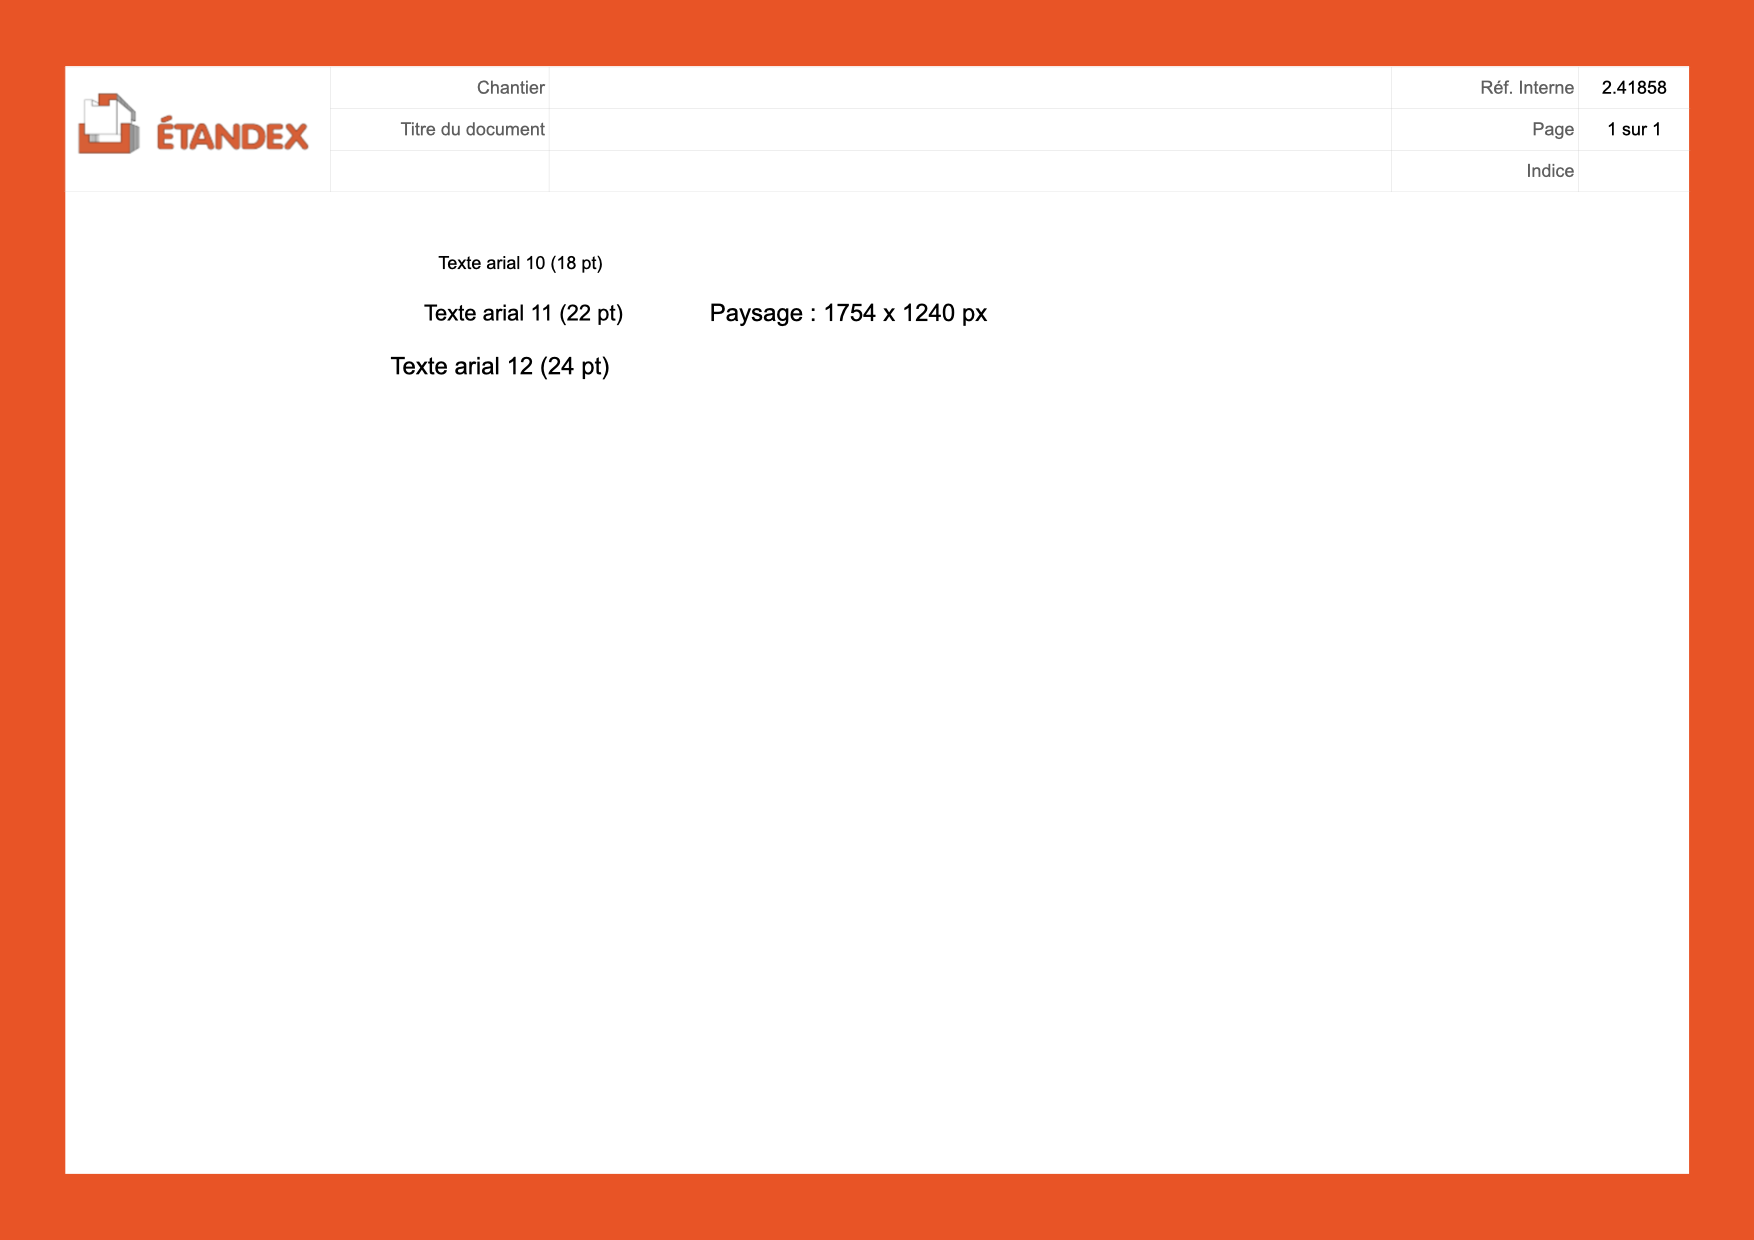 ÉTANDEX
Chantier
Réf. Interne 2.41858
Titre du document
Page 1 sur 1
Indice
Texte arial 10 (18 pt)
Texte arial 11 (22 pt)
Paysage : 1754 x 1240 px
Texte arial 12 (24 pt)